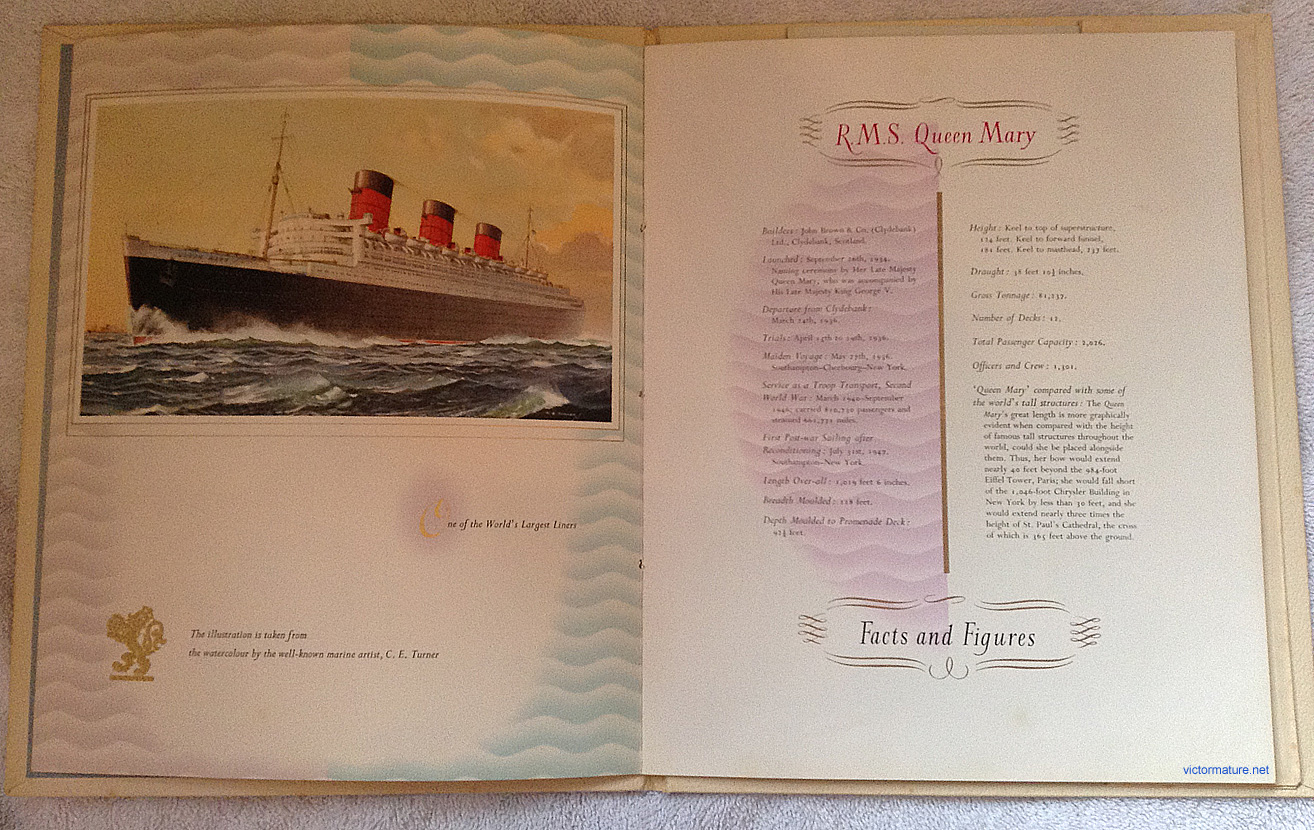 One of the World's Largest Liners
The illustration is taken from
the watercolour by the well-known marine artist, C. E. Turner
R.M.S. Queen Mary
Builders: John Brown & Co. (Clydebank)
Ltd., Clydebank, Scotland.
Launched: September 26th, 1934.
Naming ceremony by Her Late Majesty
Queen Mary, who was accompanied by
His Late Majesty King George V.
Departure from Clydebank:
March 24th, 1936.
Trials: April 15th to 19th, 1936.
Maiden Voyage: May 27th, 1936.
Southampton–Cherbourg–New York.
Service as a Troop Transport, Second
World War: March 1940–September
1946; carried 810,730 passengers and
steamed 661,771 miles.
First Post-war Sailing after
Reconditioning: July 31st, 1947.
Southampton–New York.
Length Over-all: 1,019 feet 6 inches.
Breadth Moulded: 118 feet.
Depth Moulded to Promenade Deck:
92½ feet.
Height: Keel to top of superstructure,
124 feet. Keel to forward funnel,
181 feet. Keel to masthead, 237 feet.
Draught: 38 feet 10½ inches.
Gross Tonnage: 81,237.
Number of Decks: 12.
Total Passenger Capacity: 2,026.
Officers and Crew: 1,301.
'Queen Mary' compared with some of
the world's tall structures: The Queen
Mary's great length is more graphically
evident when compared with the height
of famous tall structures throughout the
world, could she be placed alongside
them. Thus, her bow would extend
nearly 40 feet beyond the 984-foot
Eiffel Tower, Paris; she would fall short
of the 1,046-foot Chrysler Building in
New York by less than 30 feet, and she
would extend nearly three times the
height of St. Paul's Cathedral, the cross
of which is 365 feet above the ground.
Facts and Figures
victormature.net